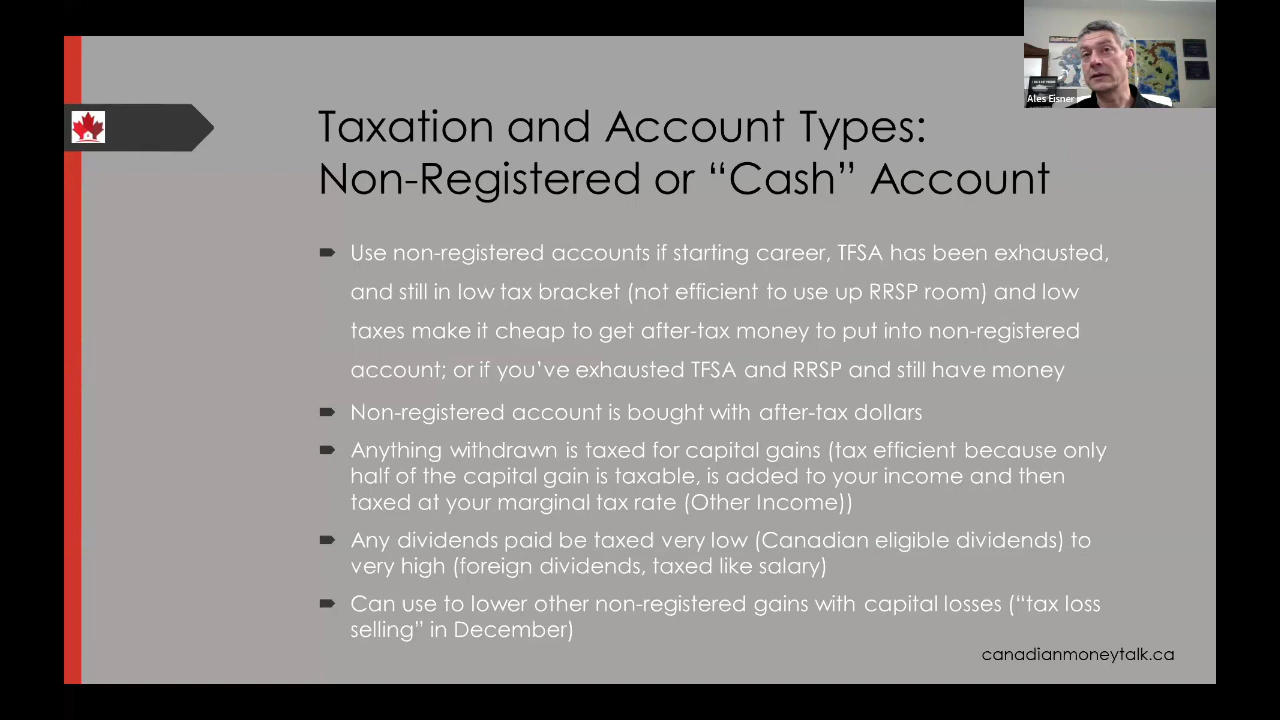 Ales Eisner
Taxation and Account Types:
Non-Registered or “Cash” Account
Use non-registered accounts if starting career, TFSA has been exhausted,
and still in low tax bracket (not efficient to use up RRSP room) and low
taxes make it cheap to get after-tax money to put into non-registered
account; or if you’ve exhausted TFSA and RRSP and still have money
Non-registered account is bought with after-tax dollars
Anything withdrawn is taxed for capital gains (tax efficient because only
half of the capital gain is taxable, is added to your income and then
taxed at your marginal tax rate (Other Income))
Any dividends paid be taxed very low (Canadian eligible dividends) to
very high (foreign dividends, taxed like salary)
Can use to lower other non-registered gains with capital losses (“tax loss
selling” in December)
canadianmoneytalk.ca